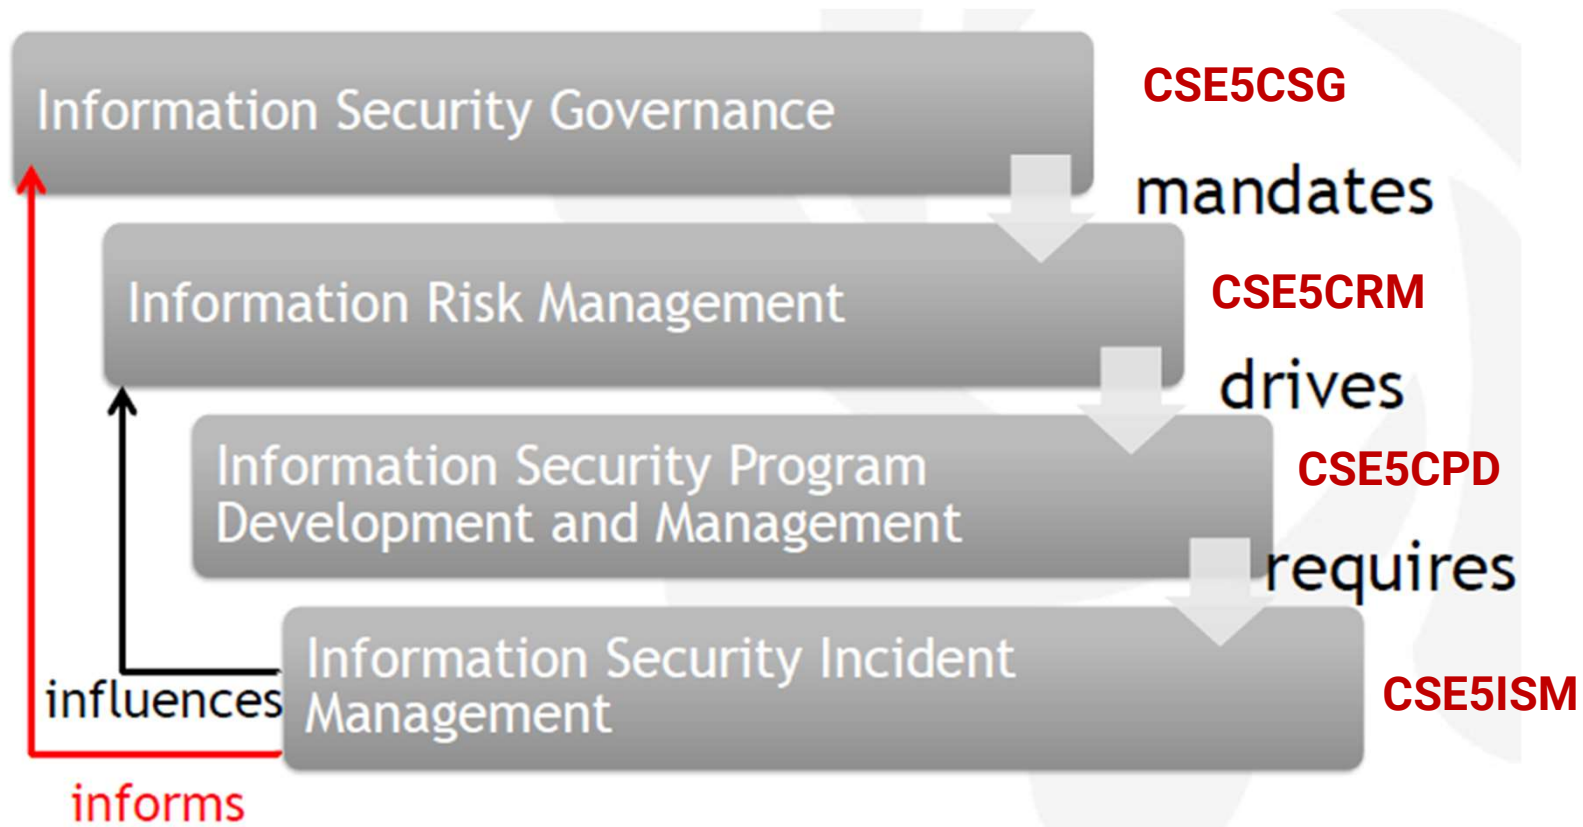 Information Security Governance
CSE5CSG
mandates
Information Risk Management
CSE5CRM
drives
Information Security Program
Development and Management
CSE5CPD
requires
Information Security Incident
Management
CSE5ISM
influences
informs